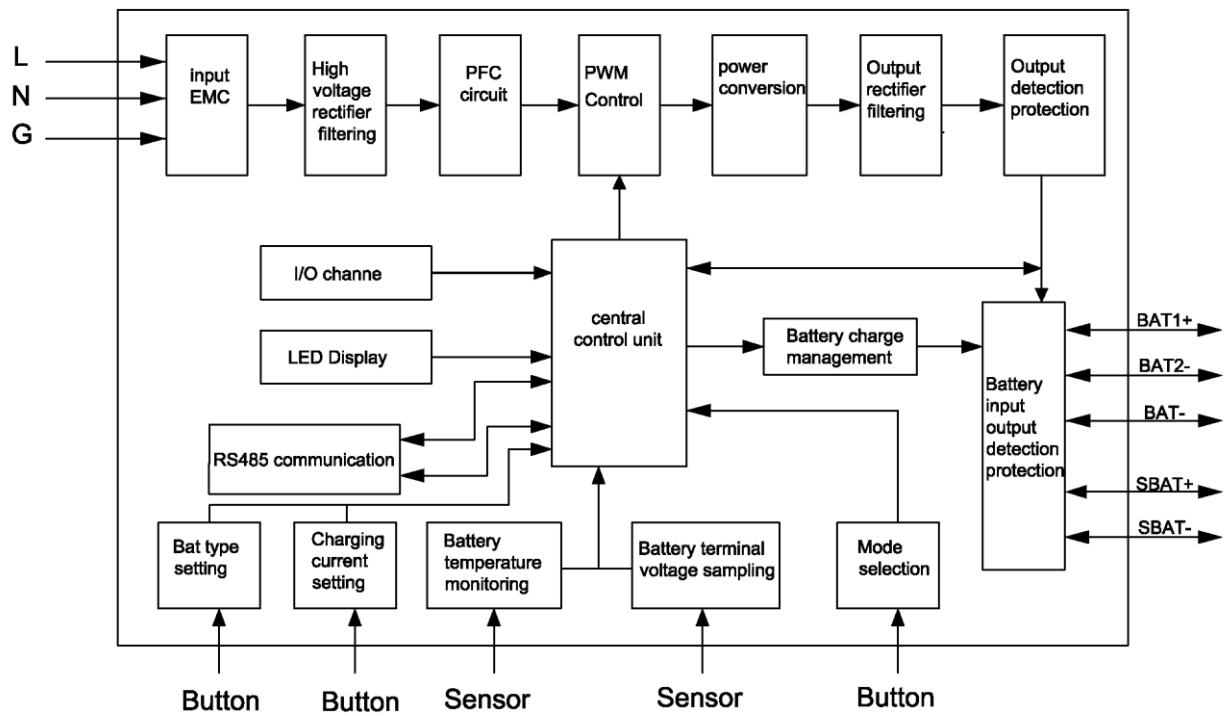 L
N
G
input
EMC
High
voltage
rectifier
filtering
PFC
circuit
PWM
Control
power
conversion
Output
rectifier
filtering
Output
detection
protection
I/O channe
LED Display
RS485 communication
central
control unit
Battery charge
management
Battery
input
output
detection
protection
BAT1+
BAT2-
BAT-
SBAT+
SBAT-
Bat type
setting
Charging
current
setting
Battery
temperature
monitoring
Battery terminal
voltage sampling
Mode
selection
Button
Button
Sensor
Sensor
Button